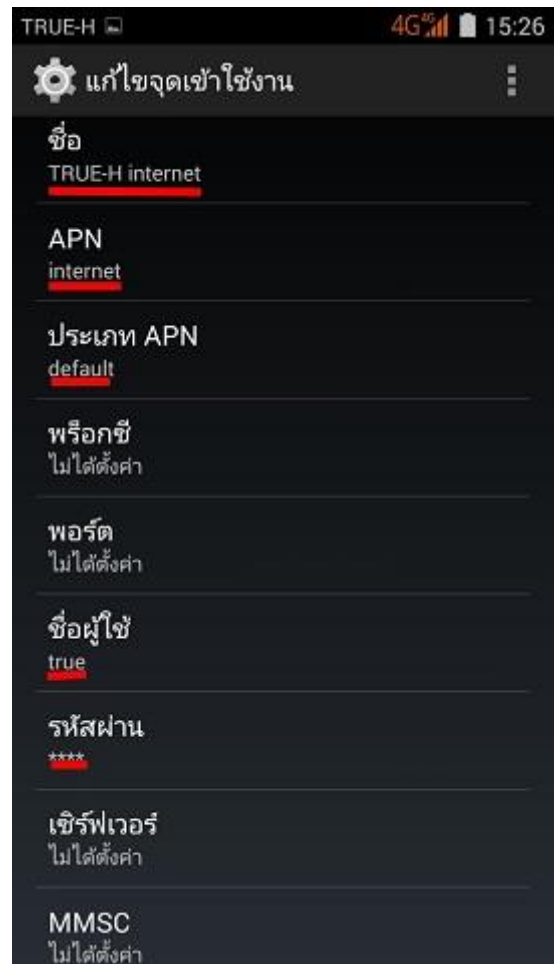 TRUE-H 4G 4G 15:26
แก้ไขจุดเข้าใช้งาน
ชื่อ
TRUE-H internet
APN
internet
ประเภท APN
default
พร็อกซี
ไม่ได้ตั้งค่า
พอร์ต
ไม่ได้ตั้งค่า
ชื่อผู้ใช้
true
รหัสผ่าน
****
เซิร์ฟเวอร์
ไม่ได้ตั้งค่า
MMSC
ไม่ได้ตั้งค่า